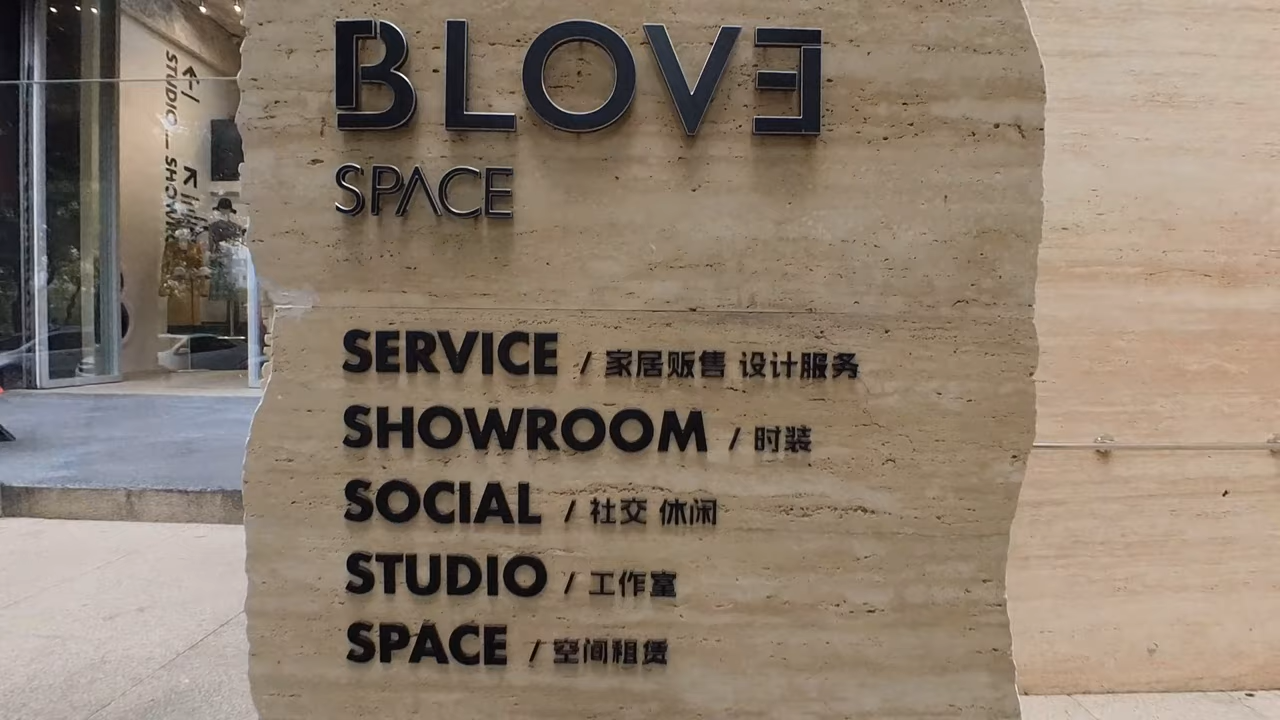 BLOVE
SPACE
SERVICE / 家居贩售 设计服务
SHOWROOM / 时装
SOCIAL / 社交 休闲
STUDIO / 工作室
SPACE / 空间租赁
STUDIO_